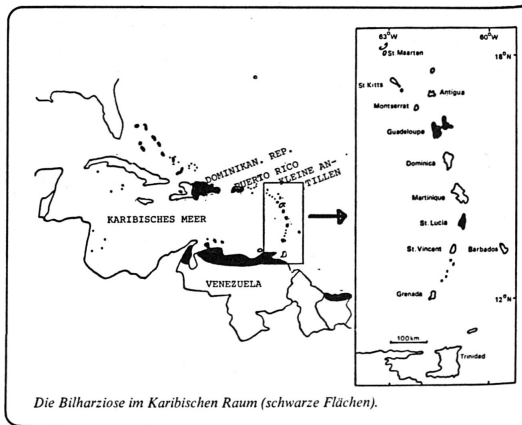 DOMINIKAN. REP.
PUERTO RICO
KLEINE AN-
TILLEN
KARIBISCHES MEER
VENEZUELA
63°W
60°W
St. Maarten
18°N
St. Kitts
Antigua
Montserrat
Guadeloupe
Dominica
Martinique
St. Lucia
St. Vincent
Barbados
Grenada
12°N
100km
Trinidad
Die Bilharziose im Karibischen Raum (schwarze Flächen).